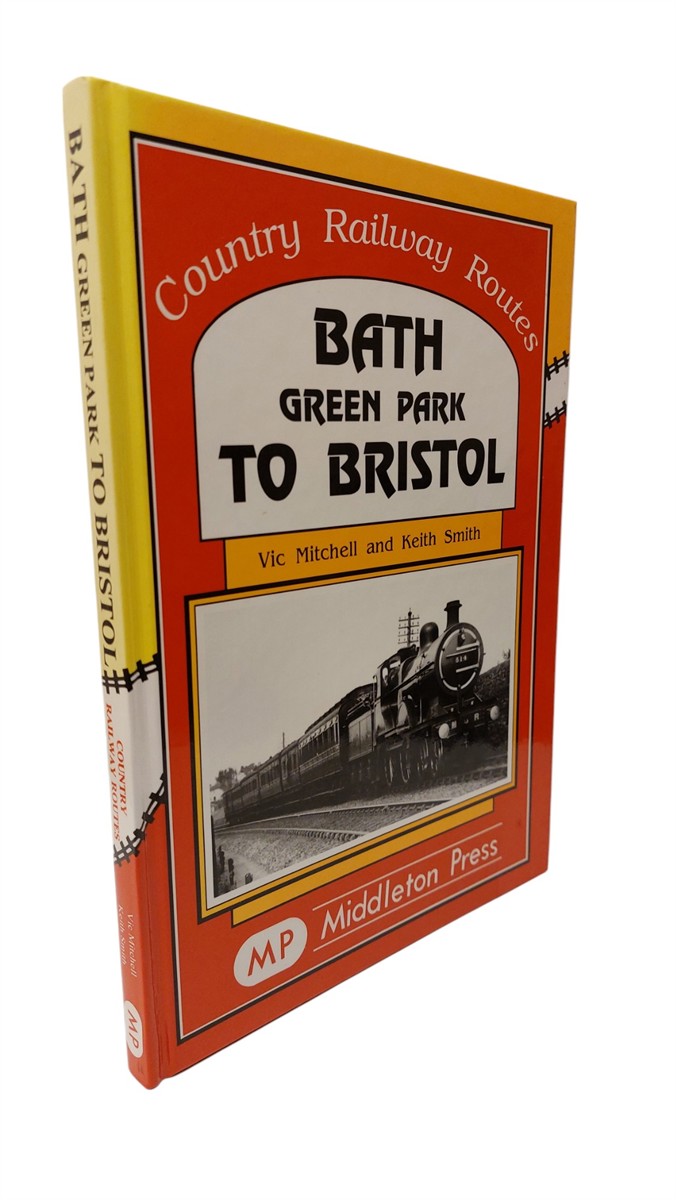 Country Railway Routes
BATH
GREEN PARK
TO BRISTOL
Vic Mitchell and Keith Smith
M R
MP Middleton Press
BATH GREEN PARK TO BRISTOL
COUNTRY
RAILWAY ROUTES
Vic Mitchell
Keith Smith
MP